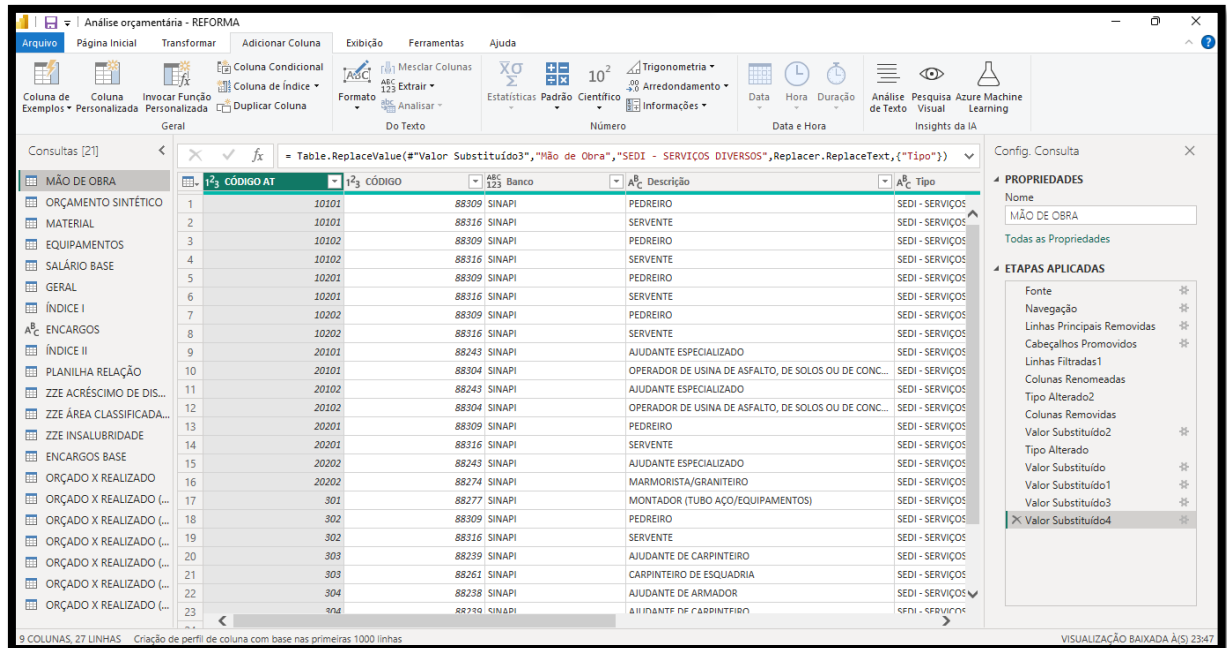 Análise orçamentária - REFORMA
Arquivo Página Inicial Transformar Adicionar Coluna Exibição Ferramentas Ajuda
Coluna de Exemplos
Coluna Personalizada
Invocar Função Personalizada
Coluna Condicional
Coluna de Índice
Duplicar Coluna
Geral
ABC
Formato
Mesclar Colunas
ABC 123 Extrair
abc Analisar
Do Texto
Estatísticas
Padrão
10² Científico
Trigonometria
Arredondamento
Informações
Número
Data
Hora
Duração
Data e Hora
Análise de Texto
Pesquisa Visual
Azure Machine Learning
Insights da IA
Consultas [21]
MÃO DE OBRA
ORÇAMENTO SINTÉTICO
MATERIAL
EQUIPAMENTOS
SALÁRIO BASE
GERAL
ÍNDICE I
ENCARGOS
ÍNDICE II
PLANILHA RELAÇÃO
ZZE ACRÉSCIMO DE DIS...
ZZE ÁREA CLASSIFICADA...
ZZE INSALUBRIDADE
ENCARGOS BASE
ORÇADO X REALIZADO
ORÇADO X REALIZADO (...
ORÇADO X REALIZADO (...
ORÇADO X REALIZADO (...
ORÇADO X REALIZADO (...
ORÇADO X REALIZADO (...
ORÇADO X REALIZADO (...
fx = Table.ReplaceValue(#"Valor Substituído3","Mão de Obra","SEDI - SERVIÇOS DIVERSOS",Replacer.ReplaceText,{"Tipo"})
CÓDIGO AT CÓDIGO Banco Descrição Tipo
1 10101 88309 SINAPI PEDREIRO SEDI - SERVIÇOS
2 10101 88316 SINAPI SERVENTE SEDI - SERVIÇOS
3 10102 88309 SINAPI PEDREIRO SEDI - SERVIÇOS
4 10102 88316 SINAPI SERVENTE SEDI - SERVIÇOS
5 10201 88309 SINAPI PEDREIRO SEDI - SERVIÇOS
6 10201 88316 SINAPI SERVENTE SEDI - SERVIÇOS
7 10202 88309 SINAPI PEDREIRO SEDI - SERVIÇOS
8 10202 88316 SINAPI SERVENTE SEDI - SERVIÇOS
9 20101 88243 SINAPI AJUDANTE ESPECIALIZADO SEDI - SERVIÇOS
10 20101 88304 SINAPI OPERADOR DE USINA DE ASFALTO, DE SOLOS OU DE CONC... SEDI - SERVIÇOS
11 20102 88243 SINAPI AJUDANTE ESPECIALIZADO SEDI - SERVIÇOS
12 20102 88304 SINAPI OPERADOR DE USINA DE ASFALTO, DE SOLOS OU DE CONC... SEDI - SERVIÇOS
13 20201 88309 SINAPI PEDREIRO SEDI - SERVIÇOS
14 20201 88316 SINAPI SERVENTE SEDI - SERVIÇOS
15 20202 88243 SINAPI AJUDANTE ESPECIALIZADO SEDI - SERVIÇOS
16 20202 88274 SINAPI MARMORISTA/GRANITEIRO SEDI - SERVIÇOS
17 301 88277 SINAPI MONTADOR (TUBO AÇO/EQUIPAMENTOS) SEDI - SERVIÇOS
18 302 88309 SINAPI PEDREIRO SEDI - SERVIÇOS
19 302 88316 SINAPI SERVENTE SEDI - SERVIÇOS
20 303 88239 SINAPI AJUDANTE DE CARPINTEIRO SEDI - SERVIÇOS
21 303 88261 SINAPI CARPINTEIRO DE ESQUADRIA SEDI - SERVIÇOS
22 304 88238 SINAPI AJUDANTE DE ARMADOR SEDI - SERVIÇOS
23 304 88239 SINAPI AJUDANTE DE CARPINTEIRO SEDI - SERVIÇOS
Config. Consulta
PROPRIEDADES
Nome
MÃO DE OBRA
Todas as Propriedades
ETAPAS APLICADAS
Fonte
Navegação
Linhas Principais Removidas
Cabeçalhos Promovidos
Linhas Filtradas1
Colunas Renomeadas
Tipo Alterado2
Colunas Removidas
Valor Substituído2
Tipo Alterado
Valor Substituído
Valor Substituído1
Valor Substituído3
Valor Substituído4
9 COLUNAS, 27 LINHAS Criação de perfil de coluna com base nas primeiras 1000 linhas
VISUALIZAÇÃO BAIXADA À(S) 23:47